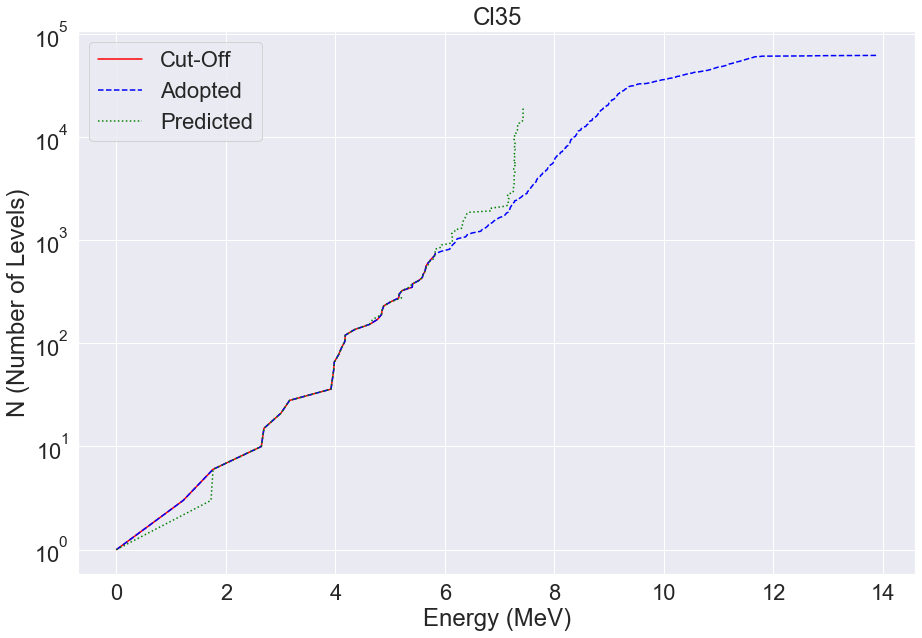 Cl35
Cut-Off
Adopted
Predicted
N (Number of Levels)
10^5
10^4
10^3
10^2
10^1
10^0
0 2 4 6 8 10 12 14
Energy (MeV)